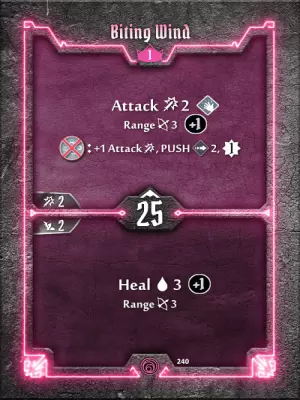 Biting Wind
1
Attack 2
Range 3 +1
: +1 Attack , PUSH 2, 1
2
25
2
Heal 3 +1
Range 3
240